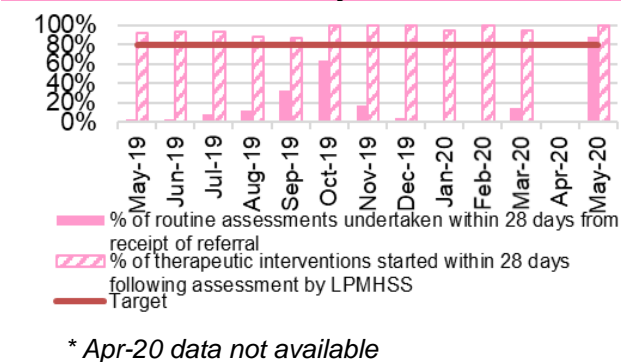 100%
80%
60%
40%
20%
0%
May-19
Jun-19
Jul-19
Aug-19
Sep-19
Oct-19
Nov-19
Dec-19
Jan-20
Feb-20
Mar-20
Apr-20
May-20
% of routine assessments undertaken within 28 days from
receipt of referral
% of therapeutic interventions started within 28 days
following assessment by LPMHSS
Target
* Apr-20 data not available